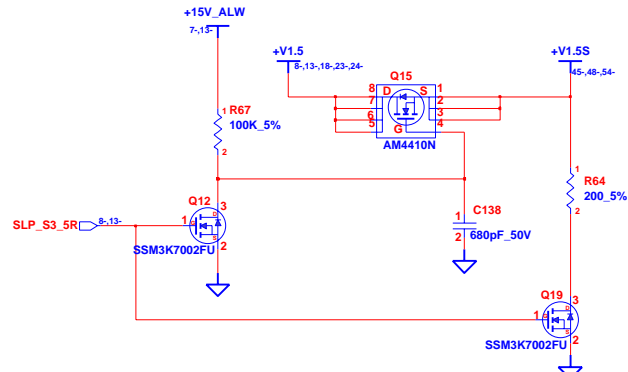 +15V_ALW
7-,13-
+V1.5
8-,13-,18-,23-,24-
Q15
+V1.5S
45-,48-,54-
8 D S 1
7 2
6 3
5 G 4
AM4410N
1
R67
100K_5%
2
1
R64
200_5%
2
Q12
3
D
SLP_S3_5R
8-,13-
1
G
S
2
SSM3K7002FU
C138
1
2
680pF_50V
Q19
3
D
1
G
S
2
SSM3K7002FU